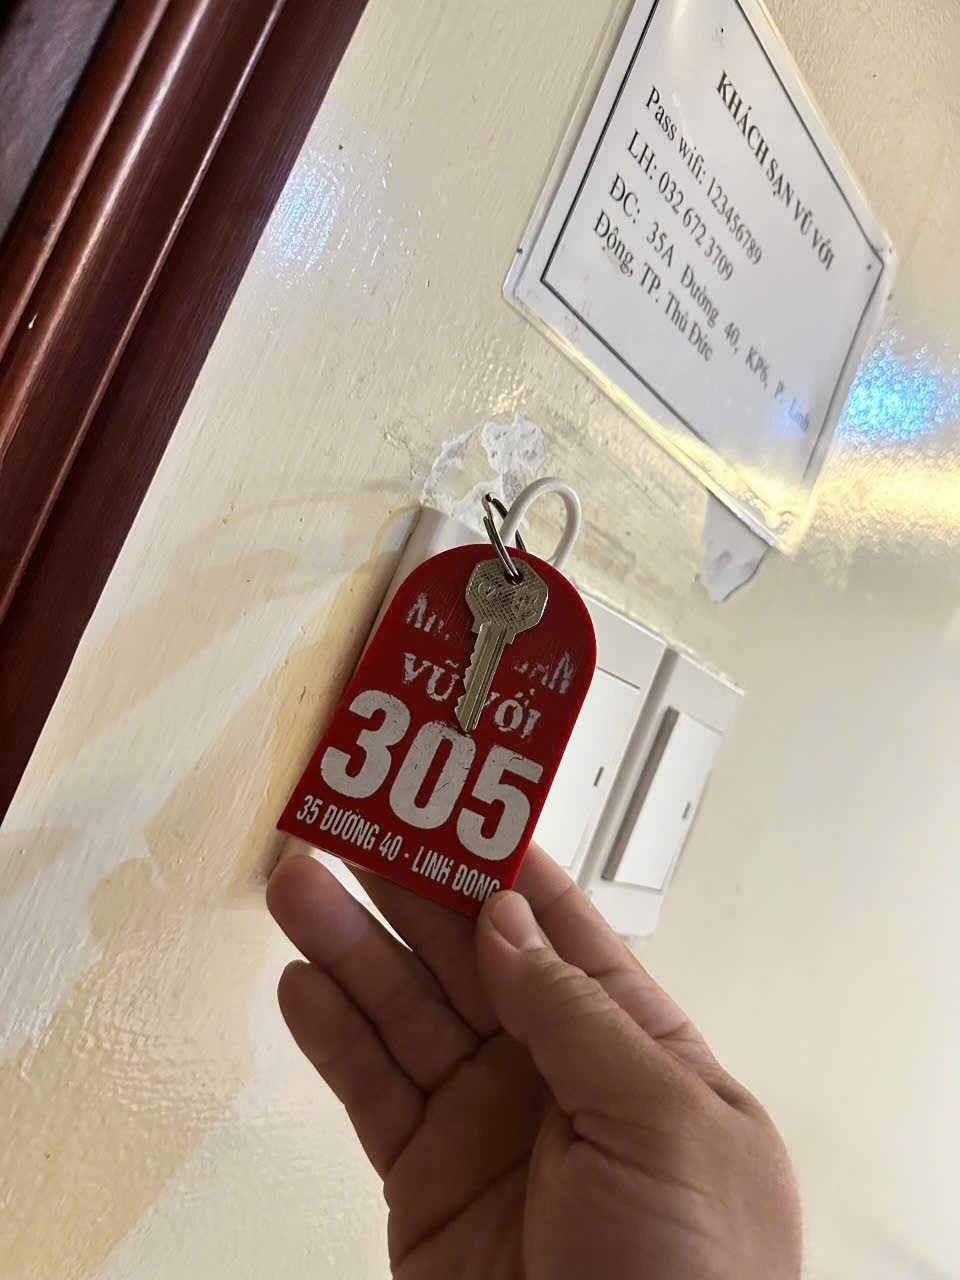 KHÁCH SẠN VŨ VỚI
Pass wifi: 123456789
LH: 032 672 3709
ĐC: 35A Đường 40, KP6, P. Linh
Đông, TP. Thủ Đức
VŨ VỚI
305
35 ĐƯỜNG 40 - LINH ĐÔNG